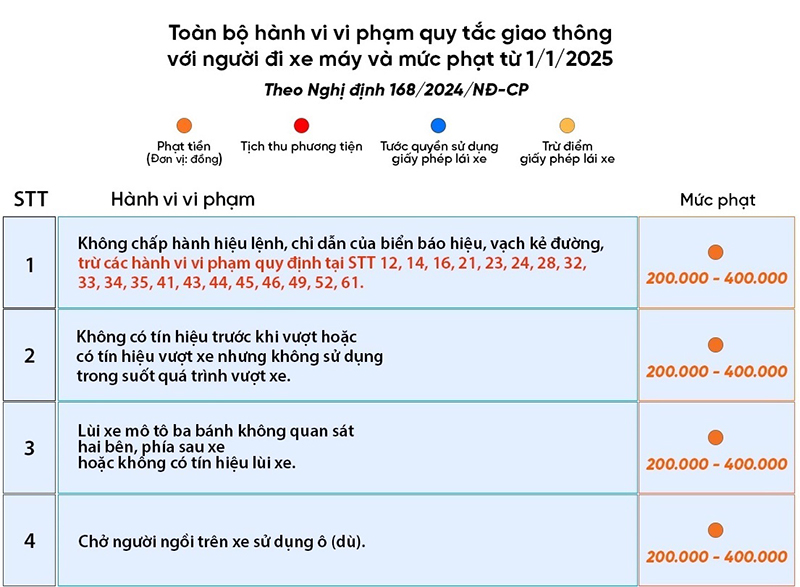 Toàn bộ hành vi vi phạm quy tắc giao thông
với người đi xe máy và mức phạt từ 1/1/2025
Theo Nghị định 168/2024/NĐ-CP
Phạt tiền
(Đơn vị: đồng)
Tịch thu phương tiện
Tước quyền sử dụng
giấy phép lái xe
Trừ điểm
giấy phép lái xe
STT
Hành vi vi phạm
Mức phạt
1
Không chấp hành hiệu lệnh, chỉ dẫn của biển báo hiệu, vạch kẻ đường,
trừ các hành vi vi phạm quy định tại STT 12, 14, 16, 21, 23, 24, 28, 32,
33, 34, 35, 41, 43, 44, 45, 46, 49, 52, 61.
200.000 - 400.000
2
Không có tín hiệu trước khi vượt hoặc
có tín hiệu vượt xe nhưng không sử dụng
trong suốt quá trình vượt xe.
200.000 - 400.000
3
Lùi xe mô tô ba bánh không quan sát
hai bên, phía sau xe
hoặc không có tín hiệu lùi xe.
200.000 - 400.000
4
Chở người ngồi trên xe sử dụng ô (dù).
200.000 - 400.000